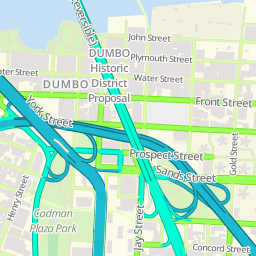 (reversible)
John Street
DUMBO
Historic
District
Proposal
Plymouth Street
Water Street
ater Street
DUMBO
Front Street
York Street
Prospect Street
Sands Street
Gold Street
Henry Street
Cadman
Plaza Park
Jay Street
Concord Street